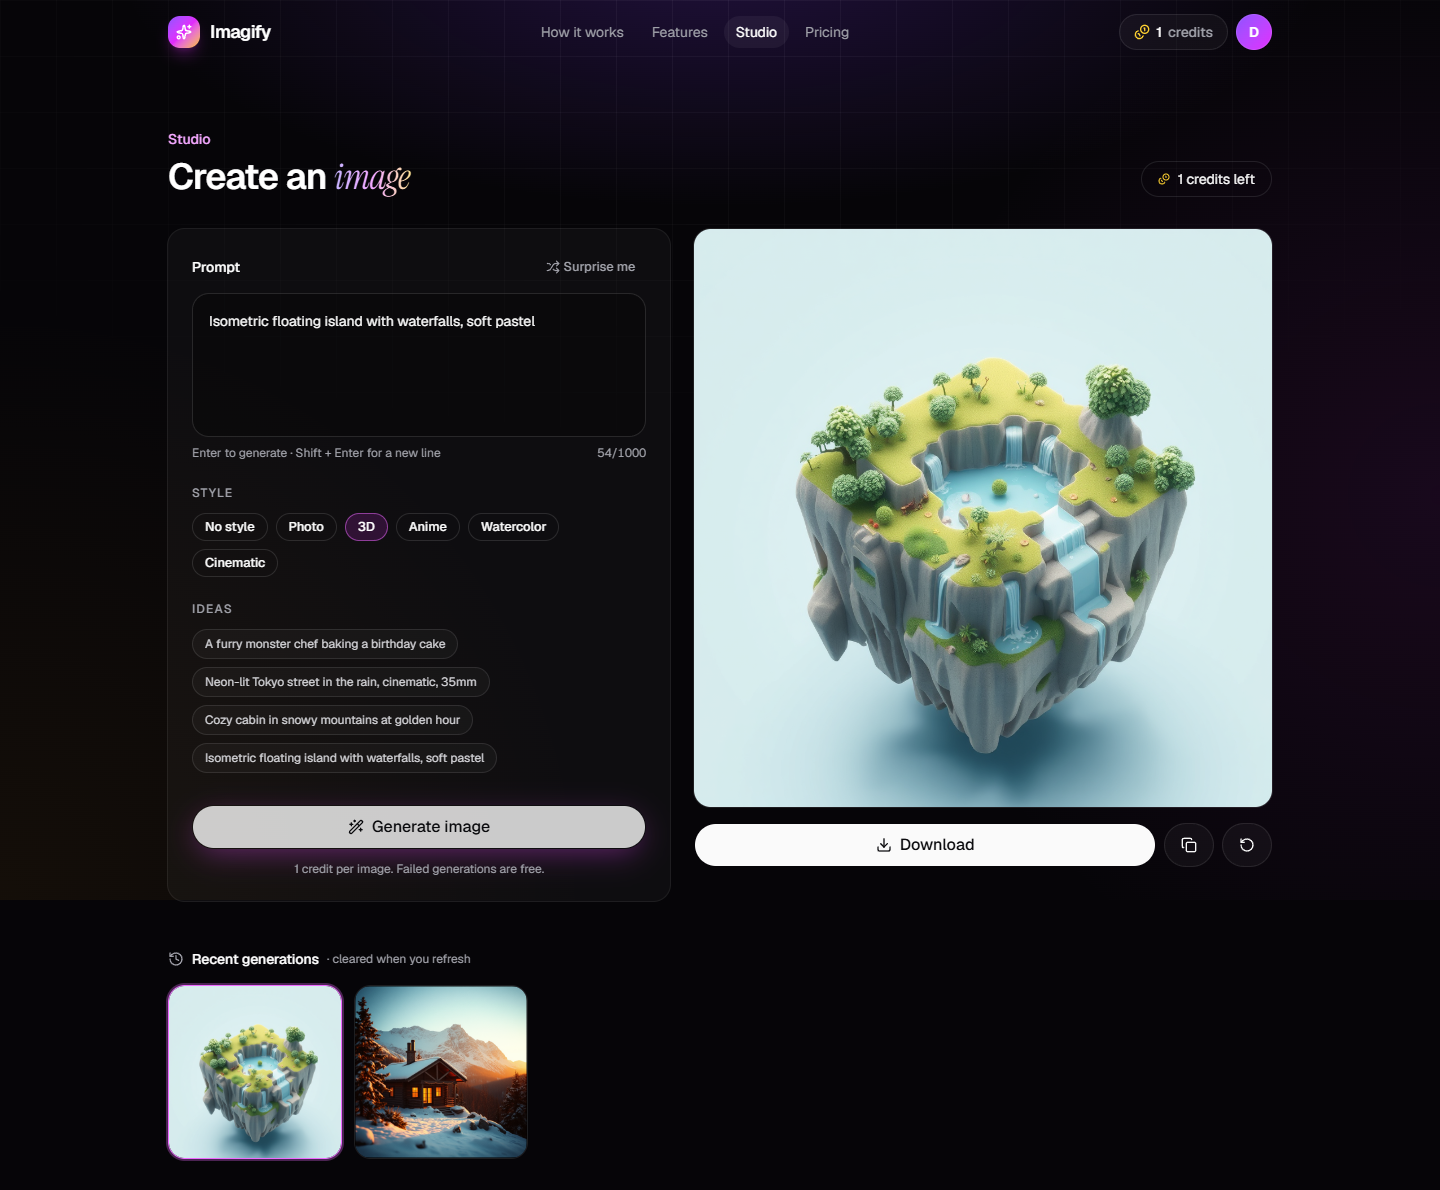 Imagify
How it works
Features
Studio
Pricing
1 credits
D
Studio
Create an image
1 credits left
Prompt
Surprise me
Isometric floating island with waterfalls, soft pastel
Enter to generate · Shift + Enter for a new line
54/1000
STYLE
No style
Photo
3D
Anime
Watercolor
Cinematic
IDEAS
A furry monster chef baking a birthday cake
Neon-lit Tokyo street in the rain, cinematic, 35mm
Cozy cabin in snowy mountains at golden hour
Isometric floating island with waterfalls, soft pastel
Generate image
1 credit per image. Failed generations are free.
Download
Recent generations · cleared when you refresh